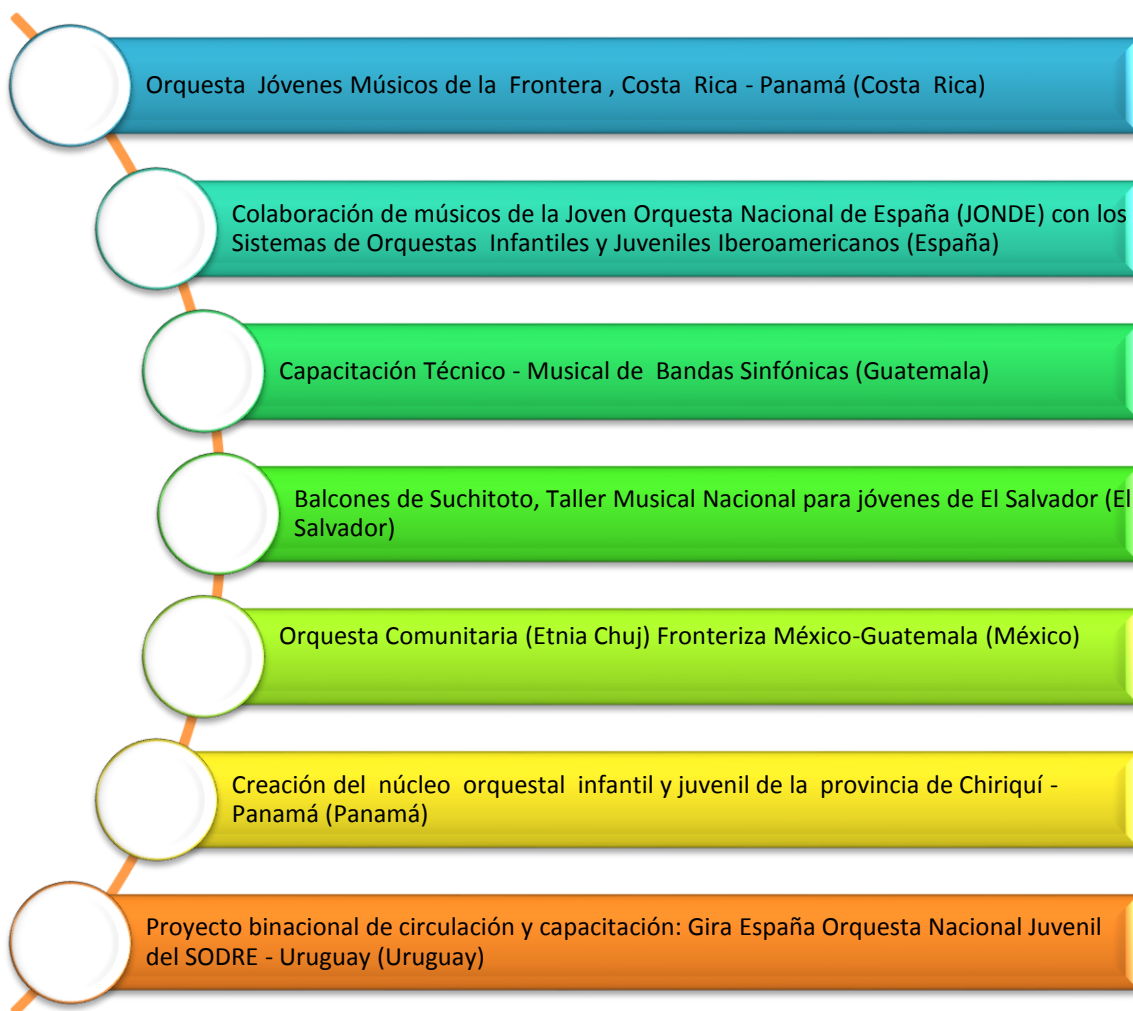 Orquesta Jóvenes Músicos de la Frontera , Costa Rica - Panamá (Costa Rica)
Colaboración de músicos de la Joven Orquesta Nacional de España (JONDE) con los
Sistemas de Orquestas Infantiles y Juveniles Iberoamericanos (España)
Capacitación Técnico - Musical de Bandas Sinfónicas (Guatemala)
Balcones de Suchitoto, Taller Musical Nacional para jóvenes de El Salvador (El
Salvador)
Orquesta Comunitaria (Etnia Chuj) Fronteriza México-Guatemala (México)
Creación del núcleo orquestal infantil y juvenil de la provincia de Chiriquí -
Panamá (Panamá)
Proyecto binacional de circulación y capacitación: Gira España Orquesta Nacional Juvenil
del SODRE - Uruguay (Uruguay)